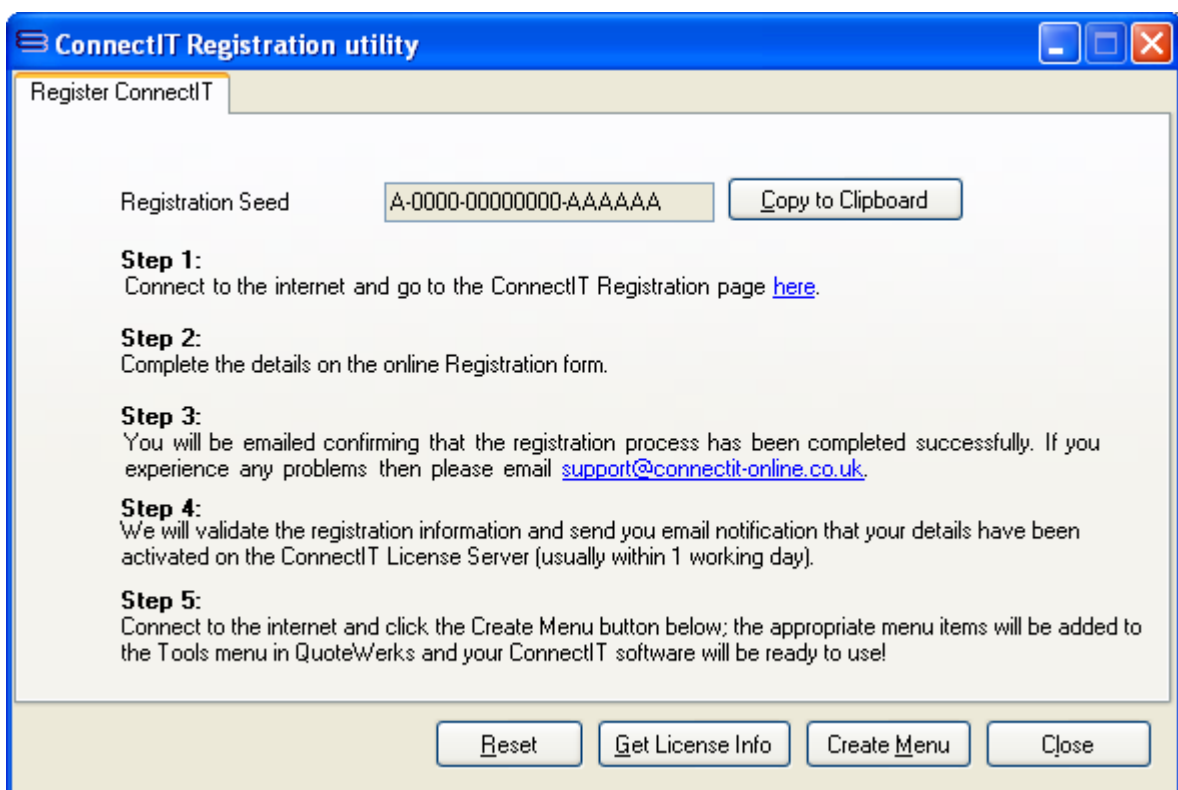 ConnectIT Registration utility
Register ConnectIT
Registration Seed A-0000-00000000-AAAAAA Copy to Clipboard
Step 1:
Connect to the internet and go to the ConnectIT Registration page here.
Step 2:
Complete the details on the online Registration form.
Step 3:
You will be emailed confirming that the registration process has been completed successfully. If you
experience any problems then please email support@connectit-online.co.uk.
Step 4:
We will validate the registration information and send you email notification that your details have been
activated on the ConnectIT License Server (usually within 1 working day).
Step 5:
Connect to the internet and click the Create Menu button below; the appropriate menu items will be added to
the Tools menu in QuoteWerks and your ConnectIT software will be ready to use!
Reset Get License Info Create Menu Close